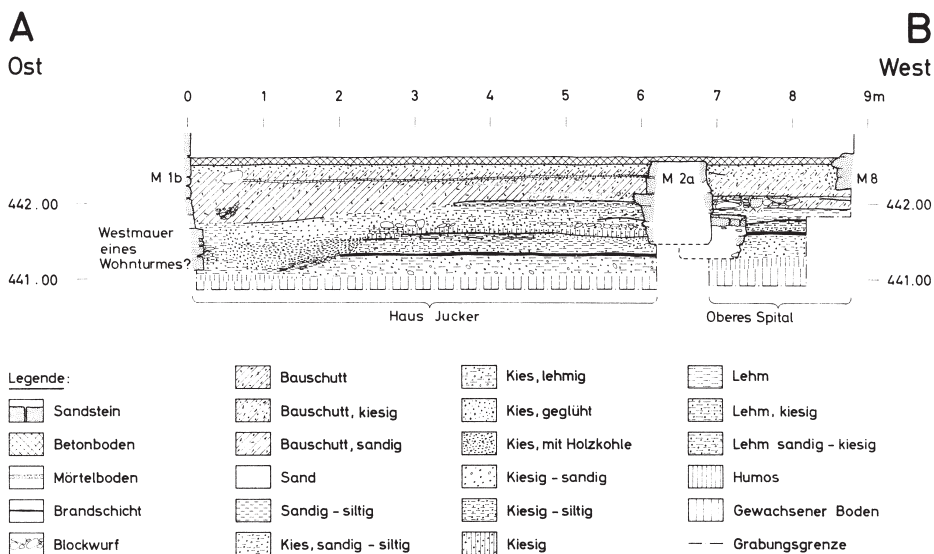 A B
Ost West
0 1 2 3 4 5 6 7 8 9m
M 1b M 2a M 8
442.00 442.00
Westmauer
eines
Wohnturmes?
441.00 441.00
Haus Jucker Oberes Spital
Legende:
Sandstein
Betonboden
Mörtelboden
Brandschicht
Blockwurf
Bauschutt
Bauschutt, kiesig
Bauschutt, sandig
Sand
Sandig - siltig
Kies, sandig - siltig
Kies, lehmig
Kies, geglüht
Kies, mit Holzkohle
Kiesig - sandig
Kiesig - siltig
Kiesig
Lehm
Lehm, kiesig
Lehm sandig - kiesig
Humos
Gewachsener Boden
Grabungsgrenze